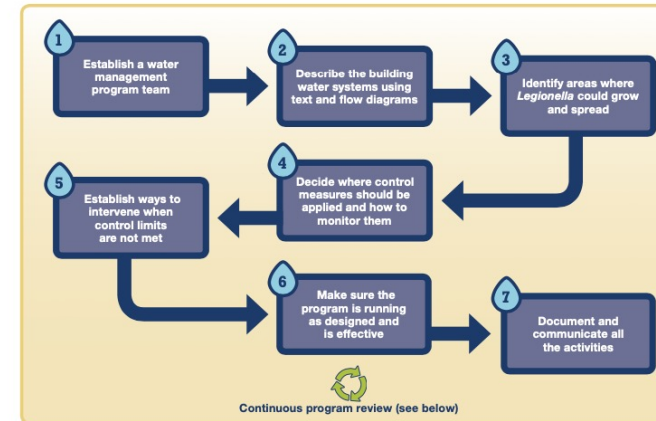 1
Establish a water
management
program team
2
Describe the building
water systems using
text and flow diagrams
3
Identify areas where
Legionella could grow
and spread
4
Decide where control
measures should be
applied and how to
monitor them
5
Establish ways to
intervene when
control limits
are not met
6
Make sure the
program is running
as designed and
is effective
7
Document and
communicate all
the activities
Continuous program review (see below)